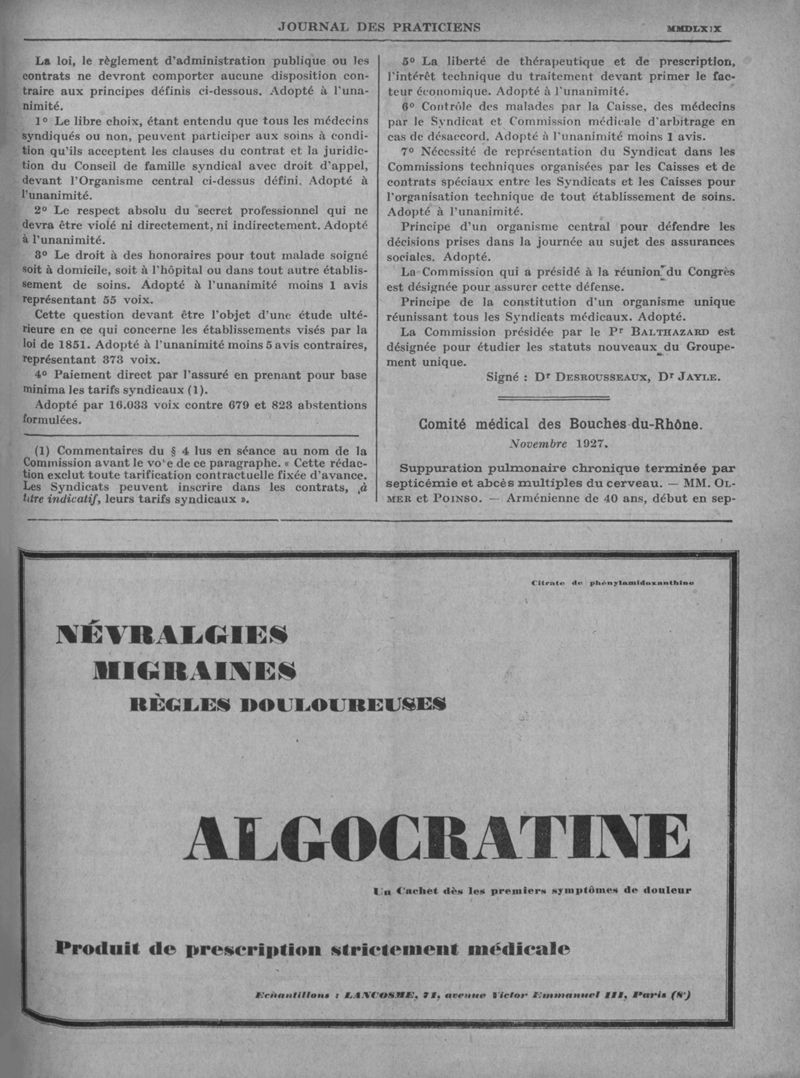 JOURNAL DES PRATICIENS
MMDLXIX
La loi, le règlement d'administration publique ou les
contrats ne devront comporter aucune disposition con-
traire aux principes définis ci-dessous. Adopté à l'una-
nimité.
1º Le libre choix, étant entendu que tous les médecins
syndiqués ou non, peuvent participer aux soins à condi-
tion qu'ils acceptent les clauses du contrat et la juridic-
tion du Conseil de famille syndical avec droit d'appel,
devant l'Organisme central ci-dessus défini. Adopté à
l'unanimité.
2º Le respect absolu du secret professionnel qui ne
devra être violé ni directement, ni indirectement. Adopté
à l'unanimité.
3º Le droit à des honoraires pour tout malade soigné
soit à domicile, soit à l'hôpital ou dans tout autre établis-
sement de soins. Adopté à l'unanimité moins 1 avis
représentant 55 voix.
Cette question devant être l'objet d'une étude ulté-
rieure en ce qui concerne les établissements visés par la
loi de 1851. Adopté à l'unanimité moins 5 avis contraires,
représentant 373 voix.
4º Paiement direct par l'assuré en prenant pour base
minima les tarifs syndicaux (1).
Adopté par 16.033 voix contre 679 et 823 abstentions
formulées.
(1) Commentaires du § 4 lus en séance au nom de la
Commission avant le vote de ce paragraphe. « Cette rédac-
tion exclut toute tarification contractuelle fixée d'avance.
Les Syndicats peuvent inscrire dans les contrats, à
titre indicatif, leurs tarifs syndicaux ».
5º La liberté de thérapeutique et de prescription,
l'intérêt technique du traitement devant primer le fac-
teur économique. Adopté à l'unanimité.
6º Contrôle des malades par la Caisse, des médecins
par le Syndicat et Commission médicale d'arbitrage en
cas de désaccord. Adopté à l'unanimité moins 1 avis.
7º Nécessité de représentation du Syndicat dans les
Commissions techniques organisées par les Caisses et de
contrats spéciaux entre les Syndicats et les Caisses pour
l'organisation technique de tout établissement de soins.
Adopté à l'unanimité.
Principe d'un organisme central pour défendre les
décisions prises dans la journée au sujet des assurances
sociales. Adopté.
La Commission qui a présidé à la réunion du Congrès
est désignée pour assurer cette défense.
Principe de la constitution d'un organisme unique
réunissant tous les Syndicats médicaux. Adopté.
La Commission présidée par le Pr BALTHAZARD est
désignée pour étudier les statuts nouveaux du Groupe-
ment unique.
Signé : Dr DESROUSSEAUX, Dr JAYLE.
Comité médical des Bouches-du-Rhône.
Novembre 1927.
Suppuration pulmonaire chronique terminée par
septicémie et abcès multiples du cerveau. — MM. OL-
MER et POINSO. — Arménienne de 40 ans, début en sep-
Citrate de phénylamidoxanthine
NÉVRALGIES
MIGRAINES
RÈGLES DOULOUREUSES
ALGOCRATINE
Un Cachet dès les premiers symptômes de douleur
Produit de prescription strictement médicale
Echantillons : LANCOSME, 71, avenue Victor Emmanuel III, Paris (8e)